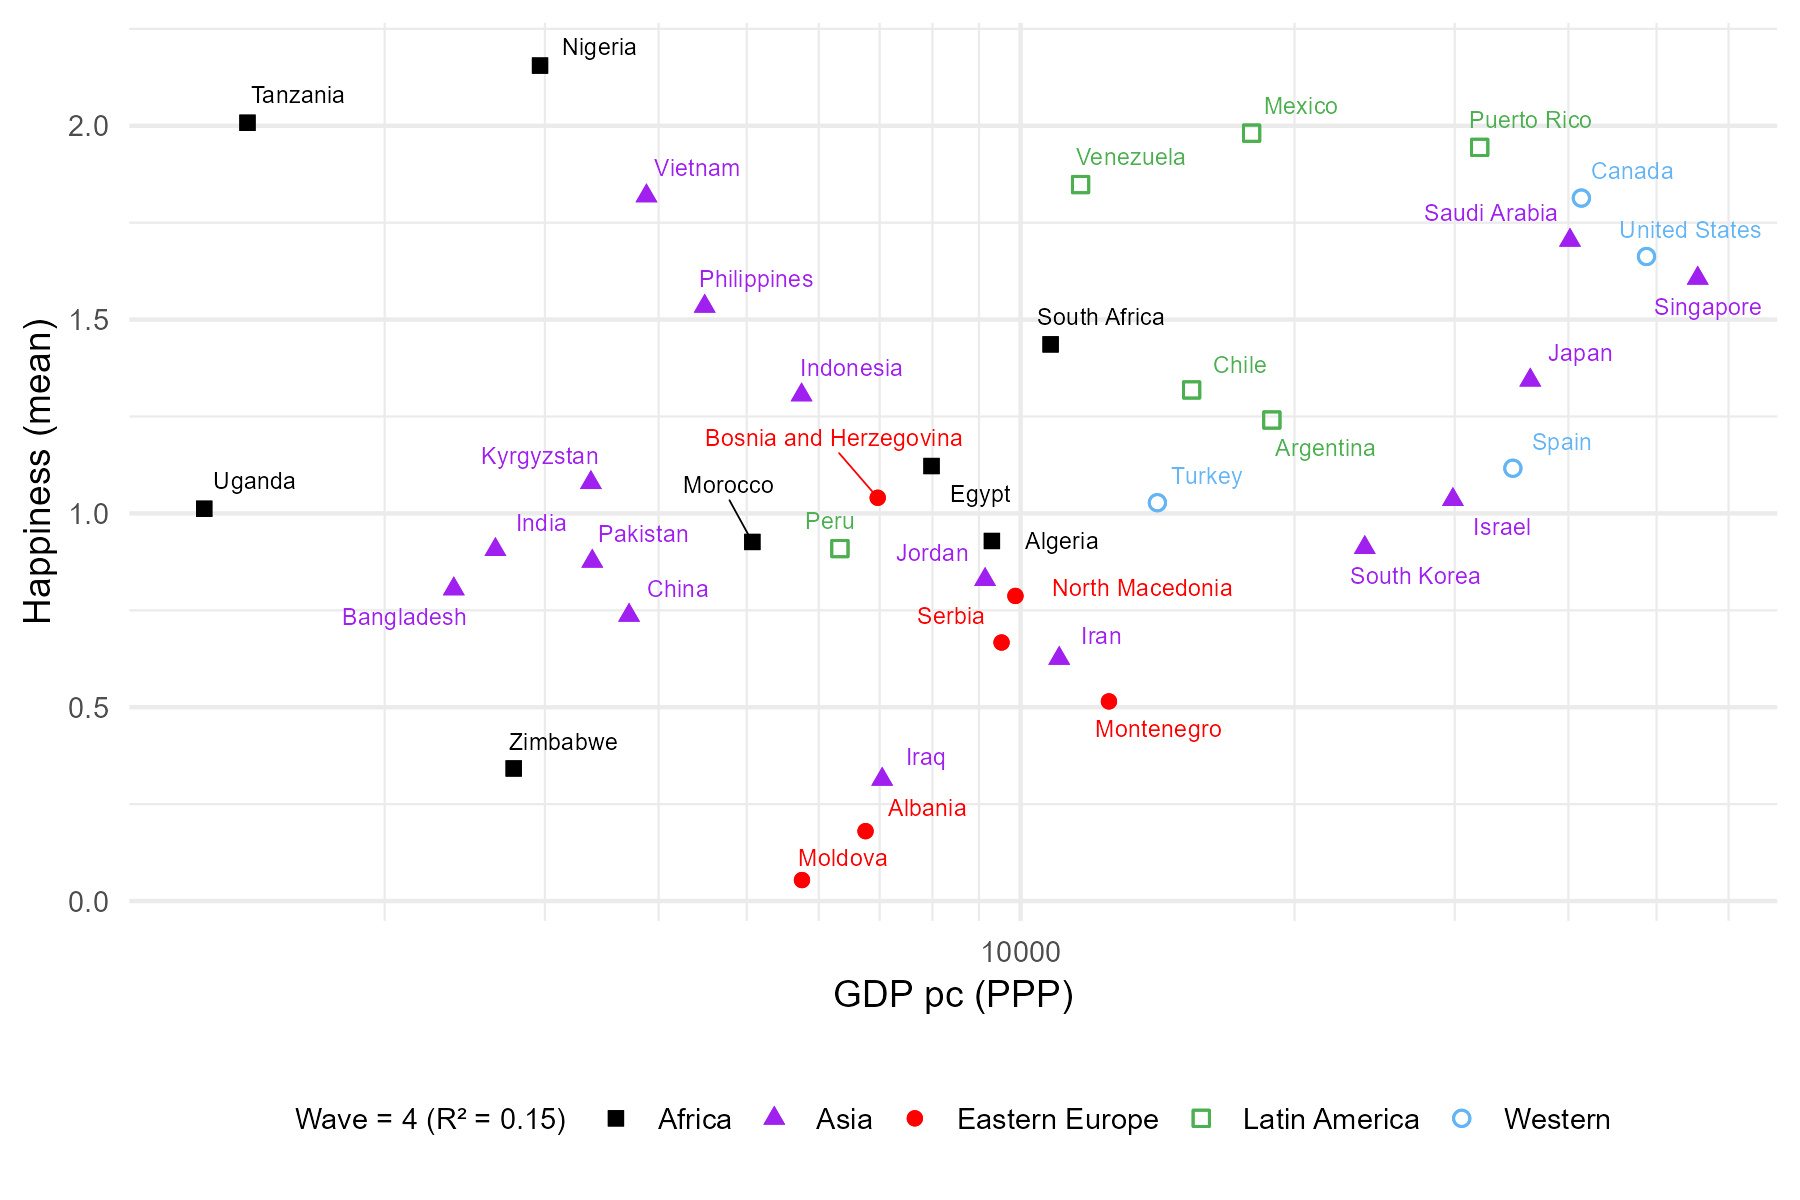 Nigeria
Tanzania
2.0
Mexico
Puerto Rico
Venezuela
Vietnam
Canada
Saudi Arabia
United States
Philippines
Singapore
1.5
South Africa
Japan
Indonesia
Chile
Bosnia and Herzegovina
Argentina
Spain
Kyrgyzstan
Uganda
Morocco
Turkey
Egypt
1.0
India
Pakistan
Peru
Israel
Algeria
Jordan
South Korea
China
North Macedonia
Bangladesh
Serbia
Iran
0.5
Montenegro
Zimbabwe
Iraq
Albania
Moldova
0.0
Happiness (mean)
10000
GDP pc (PPP)
Wave = 4 (R² = 0.15) Africa Asia Eastern Europe Latin America Western